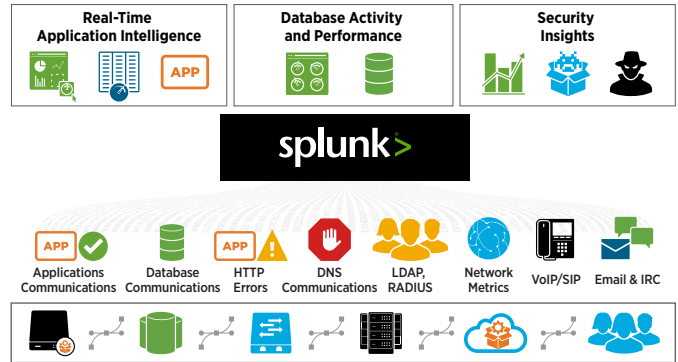 Real-Time
Application Intelligence
APP
Database Activity
and Performance
Security
Insights
splunk>
APP
Applications
Communications
Database
Communications
APP
HTTP
Errors
DNS
Communications
LDAP,
RADIUS
Network
Metrics
VoIP/SIP
Email & IRC